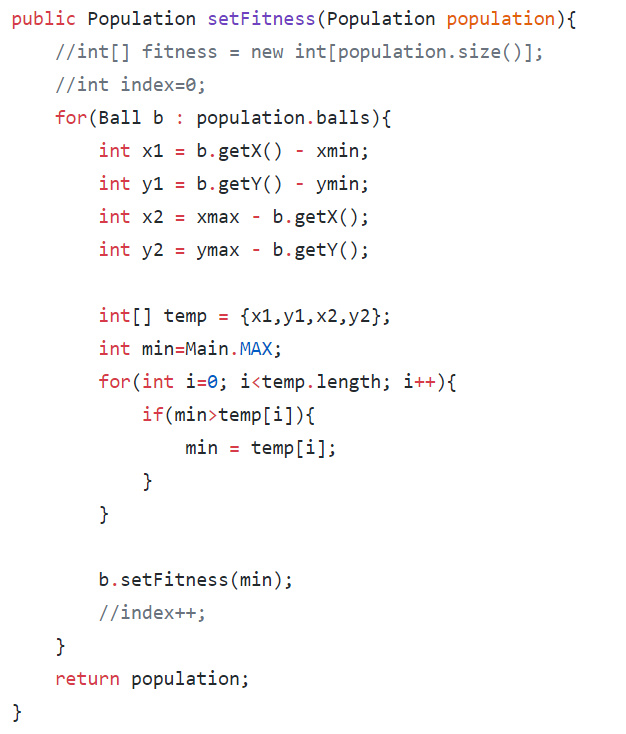 public Population setFitness(Population population){
    //int[] fitness = new int[population.size()];
    //int index=0;
    for(Ball b : population.balls){
        int x1 = b.getX() - xmin;
        int y1 = b.getY() - ymin;
        int x2 = xmax - b.getX();
        int y2 = ymax - b.getY();

        int[] temp = {x1,y1,x2,y2};
        int min=Main.MAX;
        for(int i=0; i<temp.length; i++){
            if(min>temp[i]){
                min = temp[i];
            }
        }

        b.setFitness(min);
        //index++;
    }
    return population;
}